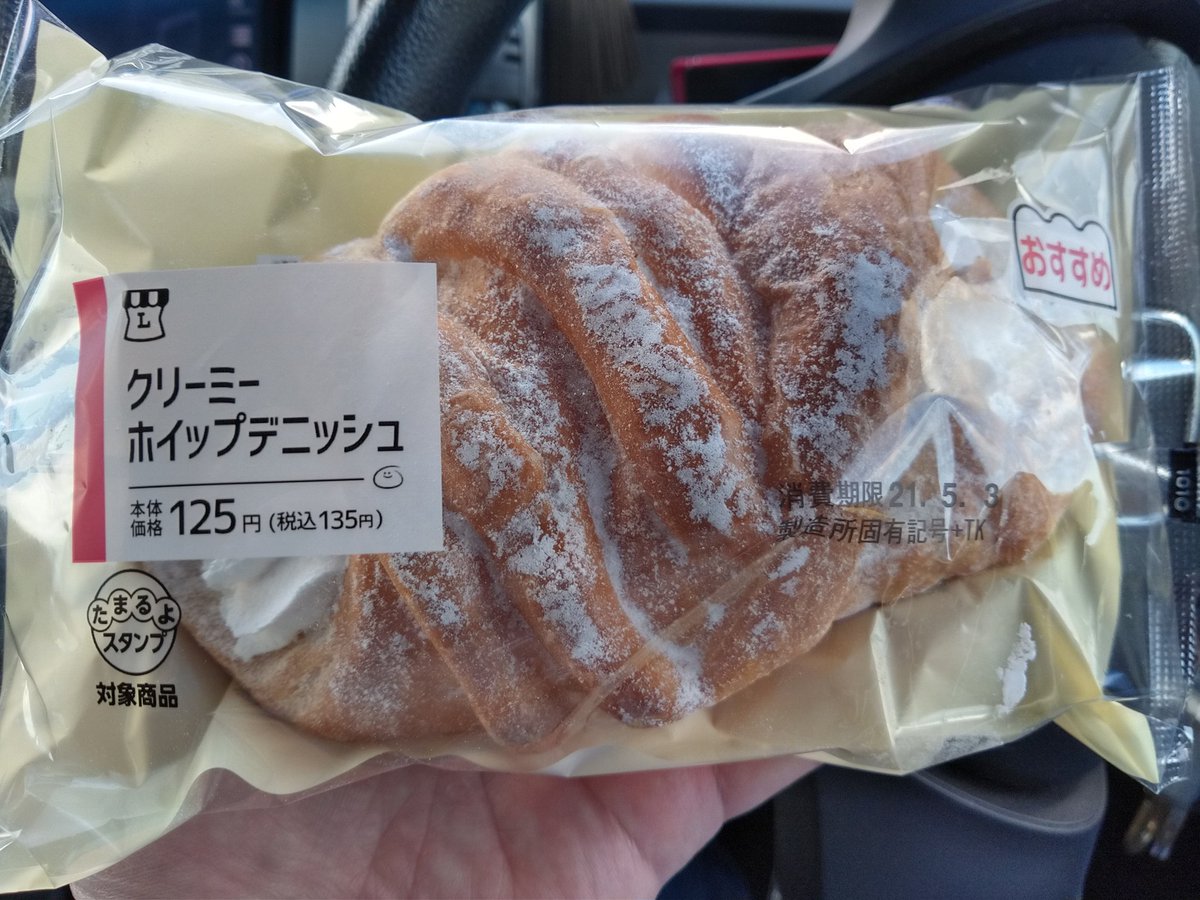 L
クリーミー
ホイップデニッシュ
本体
価格 125円 (税込135円)
おすすめ
消費期限21. 5. 3
製造所固有記号+TK
たまるよ
スタンプ
対象商品